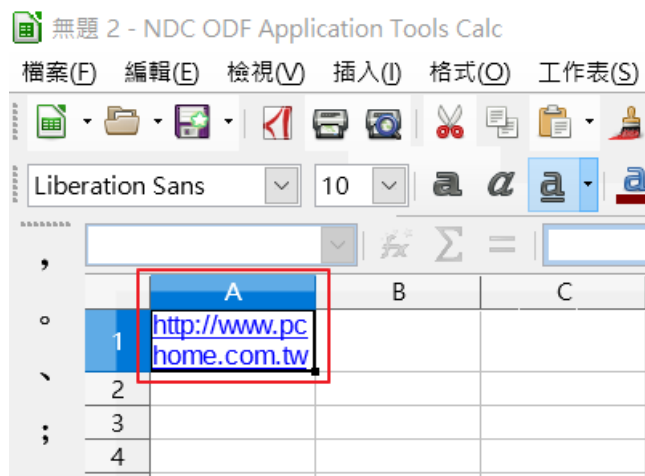 無題 2 - NDC ODF Application Tools Calc
檔案(F) 編輯(E) 檢視(V) 插入(I) 格式(O) 工作表(S)
Liberation Sans 10 a a a a
fx Σ =
，
A B C
。
1 http://www.pc
home.com.tw
、
2
3
；
4